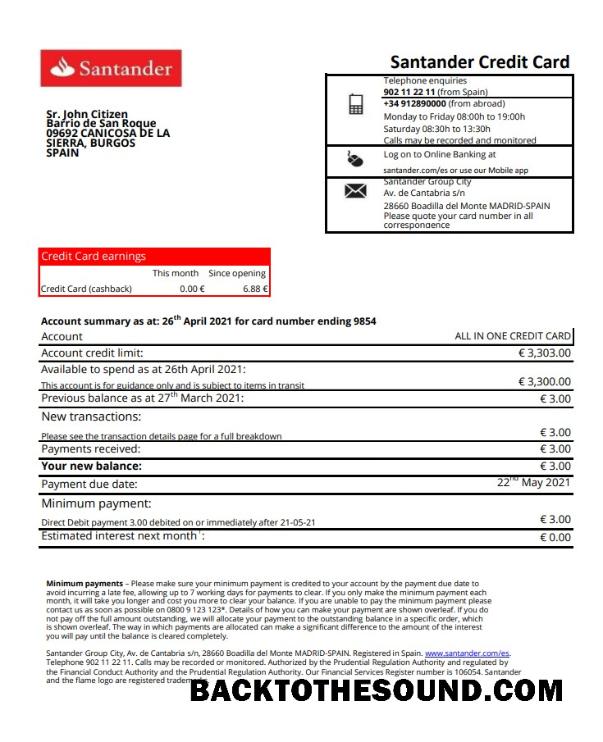 Santander
Santander Credit Card
Sr. John Citizen
Barrio de San Roque
09692 CANICOSA DE LA
SIERRA, BURGOS
SPAIN
Telephone enquiries
902 11 22 11 (from Spain)
+34 912890000 (from abroad)
Monday to Friday 08:00h to 19:00h
Saturday 08:30h to 13:30h
Calls may be recorded and monitored
Log on to Online Banking at
santander.com/es or use our Mobile app
Santander Group City
Av. de Cantabria s/n
28660 Boadilla del Monte MADRID-SPAIN
Please quote your card number in all
correspondence
Credit Card earnings
This month Since opening
Credit Card (cashback) 0.00 € 6.88 €
Account summary as at: 26th April 2021 for card number ending 9854
Account ALL IN ONE CREDIT CARD
Account credit limit: € 3,303.00
Available to spend as at 26th April 2021:
This account is for guidance only and is subject to items in transit € 3,300.00
Previous balance as at 27th March 2021: € 3.00
New transactions:
Please see the transaction details page for a full breakdown € 3.00
Payments received: € 3.00
Your new balance: € 3.00
Payment due date: 22nd May 2021
Minimum payment:
Direct Debit payment 3.00 debited on or immediately after 21-05-21 € 3.00
Estimated interest next month¹: € 0.00
Minimum payments – Please make sure your minimum payment is credited to your account by the payment due date to
avoid incurring a late fee, allowing up to 7 working days for payments to clear. If you only make the minimum payment each
month, it will take you longer and cost you more to clear your balance. If you are unable to pay the minimum payment please
contact us as soon as possible on 0800 9 123 123*. Details of how you can make your payment are shown overleaf. If you do
not pay off the full amount outstanding, we will allocate your payment to the outstanding balance in a specific order, which
is shown overleaf. The way in which payments are allocated can make a significant difference to the amount of the interest
you will pay until the balance is cleared completely.
Santander Group City, Av. de Cantabria s/n, 28660 Boadilla del Monte MADRID-SPAIN. Registered in Spain. www.santander.com/es.
Telephone 902 11 22 11. Calls may be recorded or monitored. Authorized by the Prudential Regulation Authority and regulated by
the Financial Conduct Authority and the Prudential Regulation Authority. Our Financial Services Register number is 106054. Santander
and the flame logo are registered trademarks.
BACKTOTHESOUND.COM